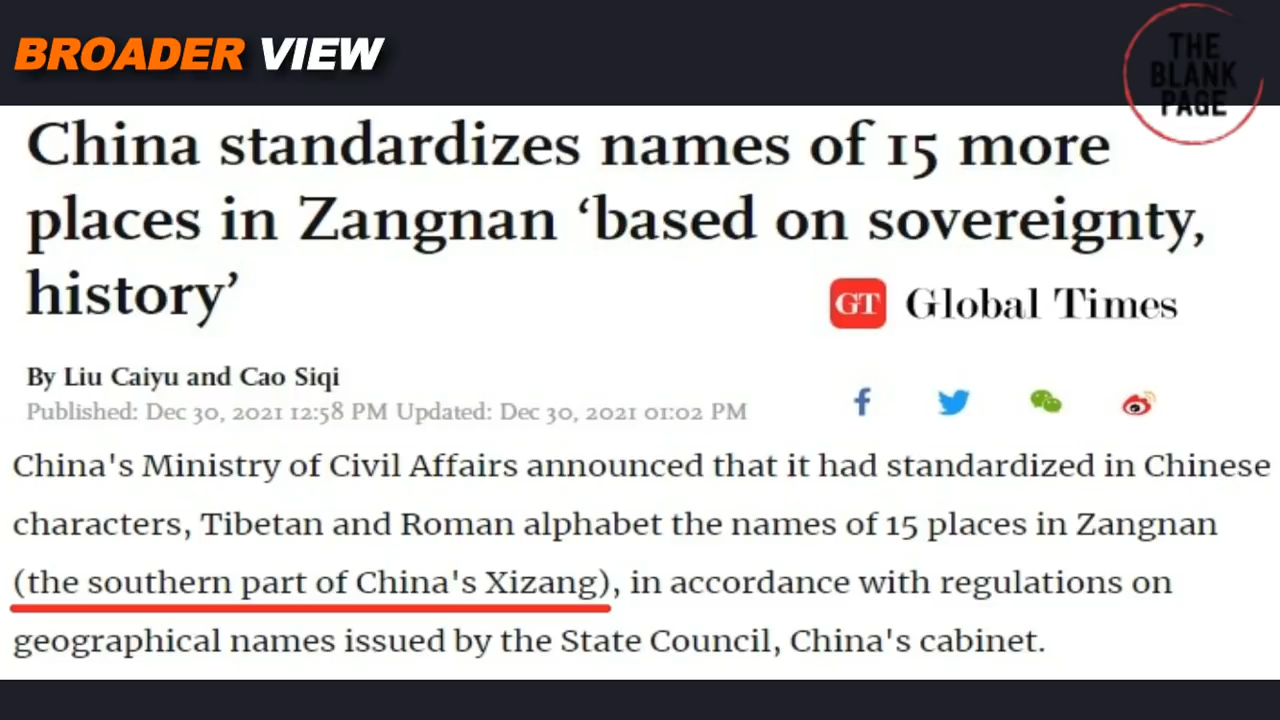 BROADER VIEW
THE
BLANK
PAGE
China standardizes names of 15 more
places in Zangnan ‘based on sovereignty,
history’
GT Global Times
By Liu Caiyu and Cao Siqi
Published: Dec 30, 2021 12:58 PM Updated: Dec 30, 2021 01:02 PM
China's Ministry of Civil Affairs announced that it had standardized in Chinese
characters, Tibetan and Roman alphabet the names of 15 places in Zangnan
(the southern part of China's Xizang), in accordance with regulations on
geographical names issued by the State Council, China's cabinet.